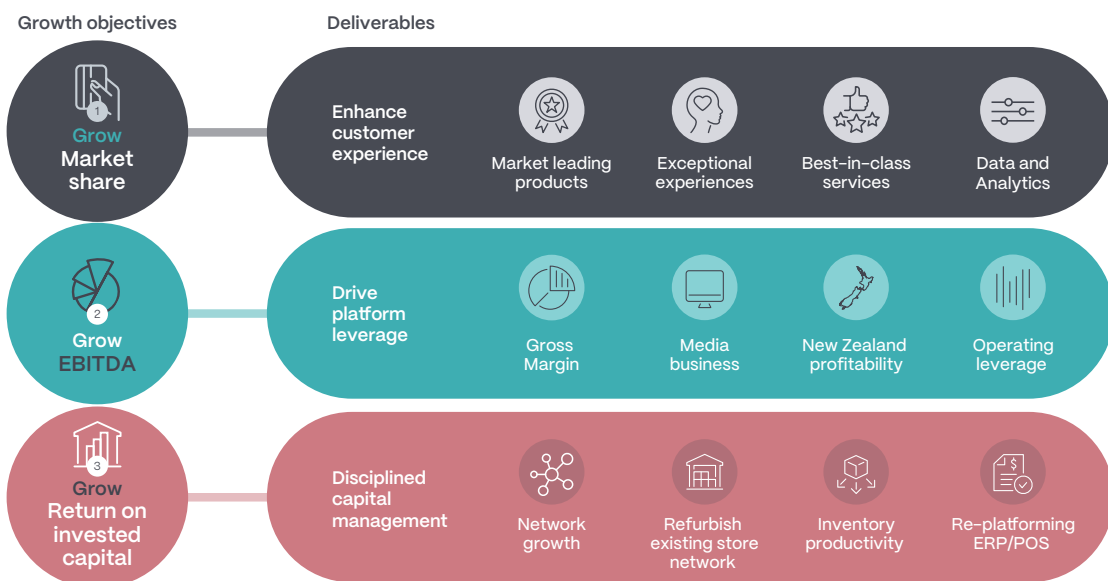 Growth objectives
Deliverables
1
Grow
Market
share
Enhance
customer
experience
Market leading
products
Exceptional
experiences
Best-in-class
services
Data and
Analytics
2
Grow
EBITDA
Drive
platform
leverage
Gross
Margin
Media
business
New Zealand
profitability
Operating
leverage
3
Grow
Return on
invested
capital
Disciplined
capital
management
Network
growth
Refurbish
existing store
network
Inventory
productivity
$
Re-platforming
ERP/POS